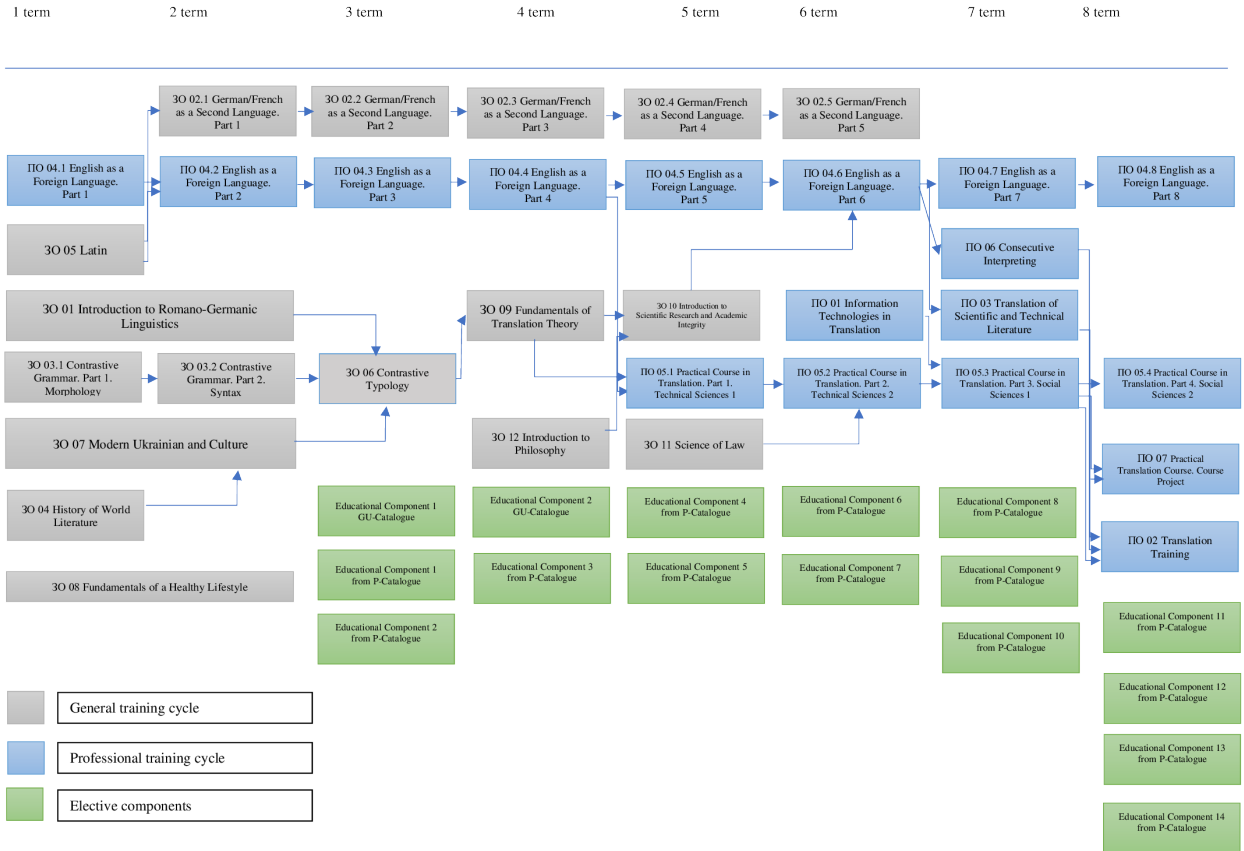 1 term
2 term
3 term
4 term
5 term
6 term
7 term
8 term
ЗО 02.1 German/French
as a Second Language.
Part 1
ЗО 02.2 German/French
as a Second Language.
Part 2
ЗО 02.3 German/French
as a Second Language.
Part 3
ЗО 02.4 German/French
as a Second Language.
Part 4
ЗО 02.5 German/French
as a Second Language.
Part 5
ПО 04.1 English as a
Foreign Language.
Part 1
ПО 04.2 English as a
Foreign Language.
Part 2
ПО 04.3 English as a
Foreign Language.
Part 3
ПО 04.4 English as a
Foreign Language.
Part 4
ПО 04.5 English as a
Foreign Language.
Part 5
ПО 04.6 English as a
Foreign Language.
Part 6
ПО 04.7 English as a
Foreign Language.
Part 7
ПО 04.8 English as a
Foreign Language.
Part 8
ЗО 05 Latin
ПО 06 Consecutive
Interpreting
ЗО 01 Introduction to Romano-Germanic
Linguistics
ЗО 09 Fundamentals of
Translation Theory
ЗО 10 Introduction to
Scientific Research and Academic
Integrity
ПО 01 Information
Technologies in
Translation
ПО 03 Translation of
Scientific and Technical
Literature
ЗО 03.1 Contrastive
Grammar. Part 1.
Morphology
ЗО 03.2 Contrastive
Grammar. Part 2.
Syntax
ЗО 06 Contrastive
Typology
ПО 05.1 Practical Course in
Translation. Part 1.
Technical Sciences 1
ПО 05.2 Practical Course in
Translation. Part 2.
Technical Sciences 2
ПО 05.3 Practical Course in
Translation. Part 3. Social
Sciences 1
ПО 05.4 Practical Course in
Translation. Part 4. Social
Sciences 2
ЗО 07 Modern Ukrainian and Culture
ЗО 12 Introduction to
Philosophy
ЗО 11 Science of Law
ПО 07 Practical
Translation Course. Course
Project
ЗО 04 History of World
Literature
Educational Component 1
GU-Catalogue
Educational Component 2
GU-Catalogue
Educational Component 4
from P-Catalogue
Educational Component 6
from P-Catalogue
Educational Component 8
from P-Catalogue
ПО 02 Translation
Training
ЗО 08 Fundamentals of a Healthy Lifestyle
Educational Component 1
from P-Catalogue
Educational Component 3
from P-Catalogue
Educational Component 5
from P-Catalogue
Educational Component 7
from P-Catalogue
Educational Component 9
from P-Catalogue
Educational Component 2
from P-Catalogue
Educational Component 10
from P-Catalogue
Educational Component 11
from P-Catalogue
Educational Component 12
from P-Catalogue
Educational Component 13
from P-Catalogue
Educational Component 14
from P-Catalogue
General training cycle
Professional training cycle
Elective components